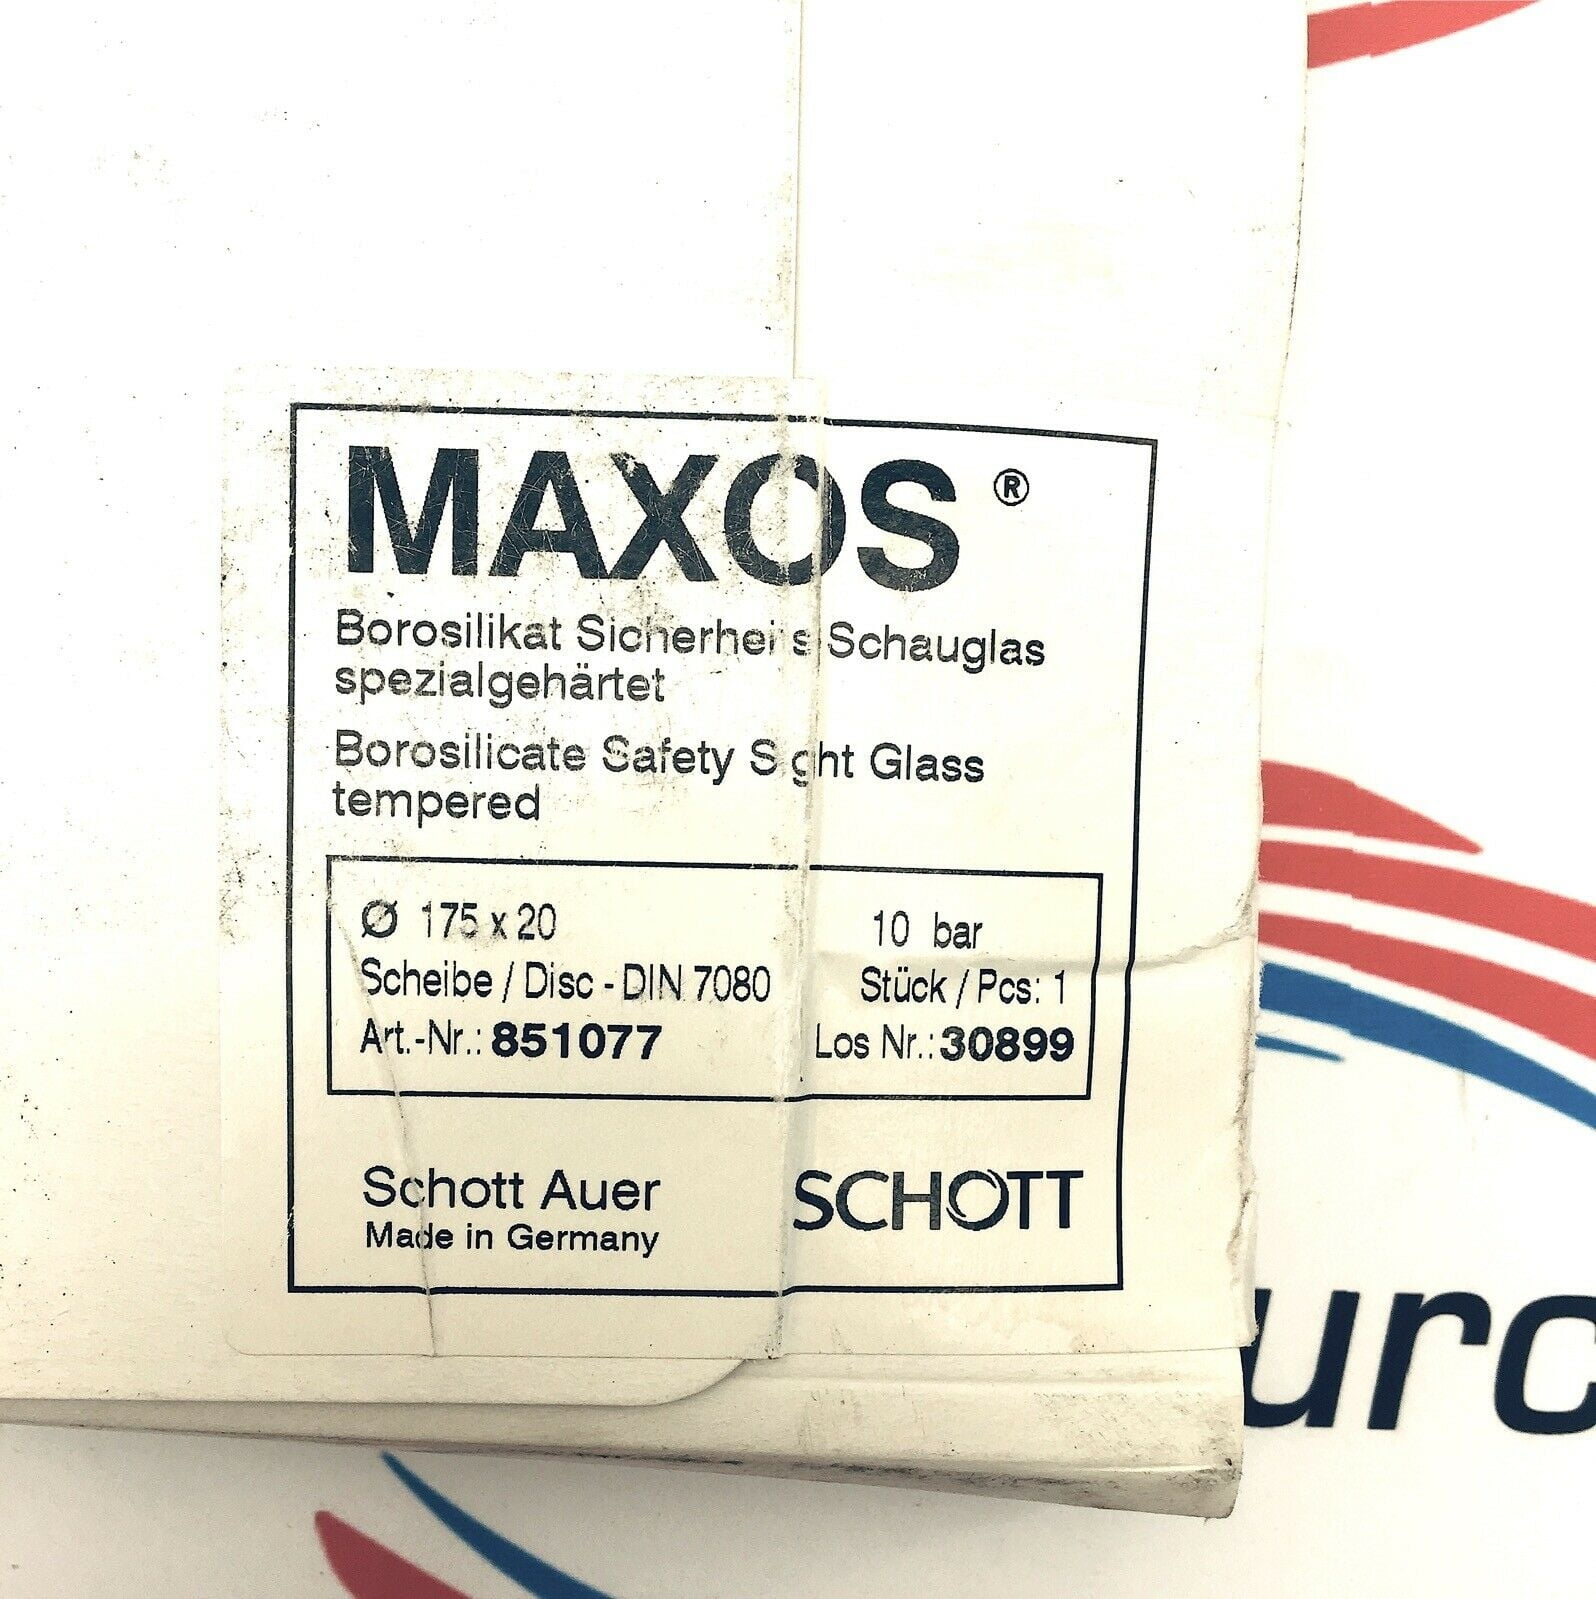 MAXOS®
Borosilikat Sicherheits Schauglas
spezialgehärtet
Borosilicate Safety Sight Glass
tempered
Ø 175 x 20 10 bar
Scheibe / Disc - DIN 7080 Stück / Pcs: 1
Art.-Nr.: 851077 Los Nr.: 30899
Schott Auer SCHOTT
Made in Germany
urc